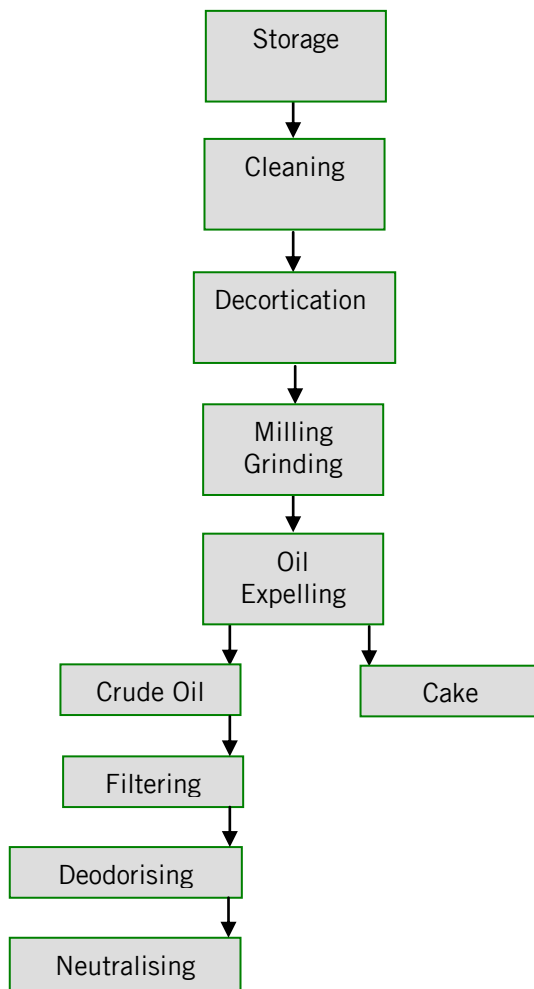 Storage
Cleaning
Decortication
Milling
Grinding
Oil
Expelling
Crude Oil
Cake
Filtering
Deodorising
Neutralising